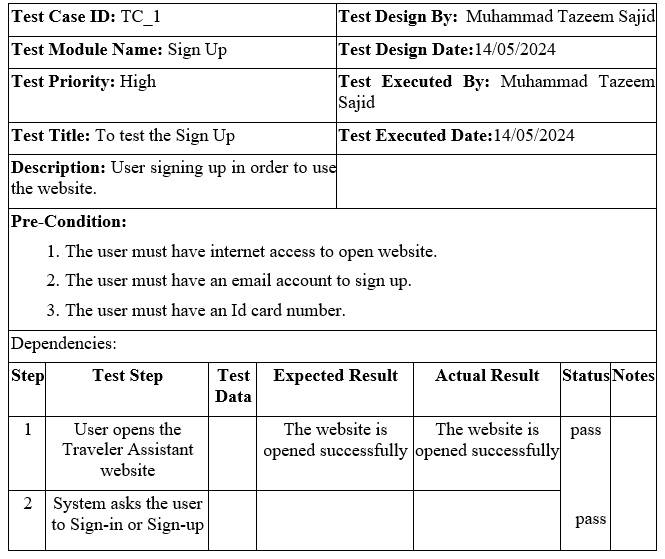 Test Case ID: TC_1
Test Design By: Muhammad Tazeem Sajid
Test Module Name: Sign Up
Test Design Date:14/05/2024
Test Priority: High
Test Executed By: Muhammad Tazeem
Sajid
Test Title: To test the Sign Up
Test Executed Date:14/05/2024
Description: User signing up in order to use
the website.
Pre-Condition:
1. The user must have internet access to open website.
2. The user must have an email account to sign up.
3. The user must have an Id card number.
Dependencies:
Step
Test Step
Test
Data
Expected Result
Actual Result
Status
Notes
1
User opens the
Traveler Assistant
website
The website is
opened successfully
The website is
opened successfully
pass
2
System asks the user
to Sign-in or Sign-up
pass